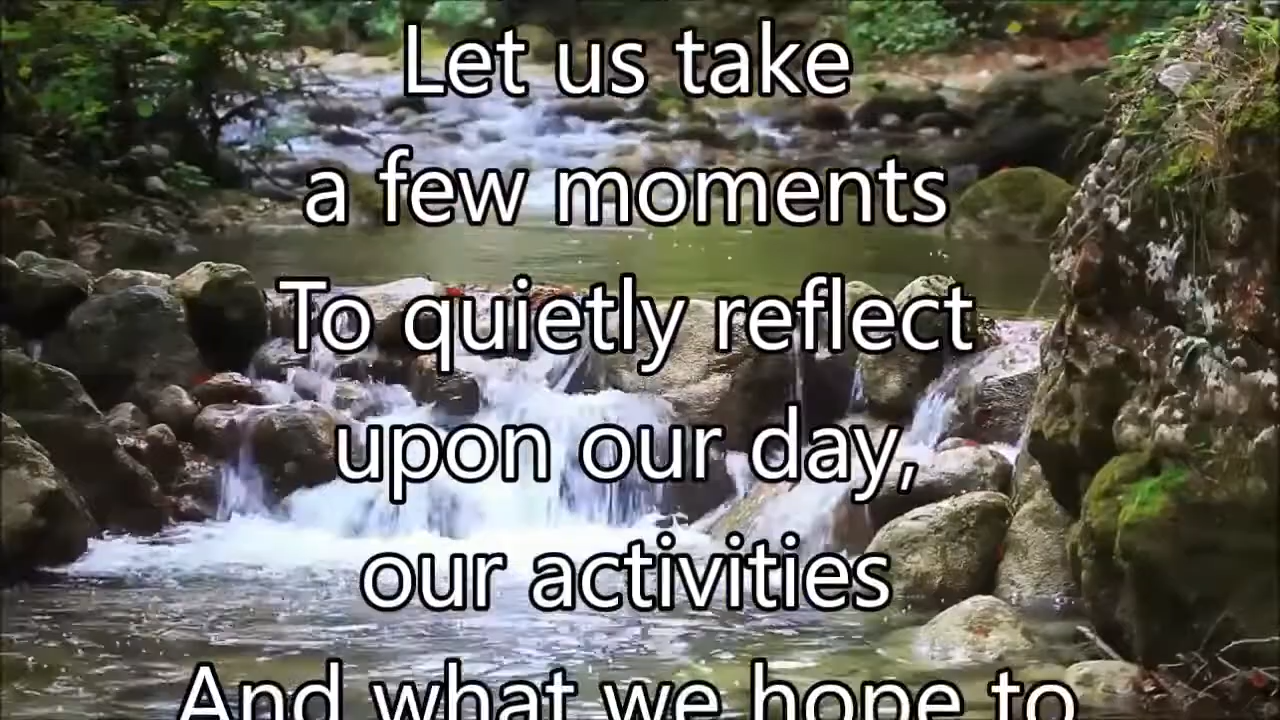 Let us take
a few moments
To quietly reflect
upon our day,
our activities
And what we hope to